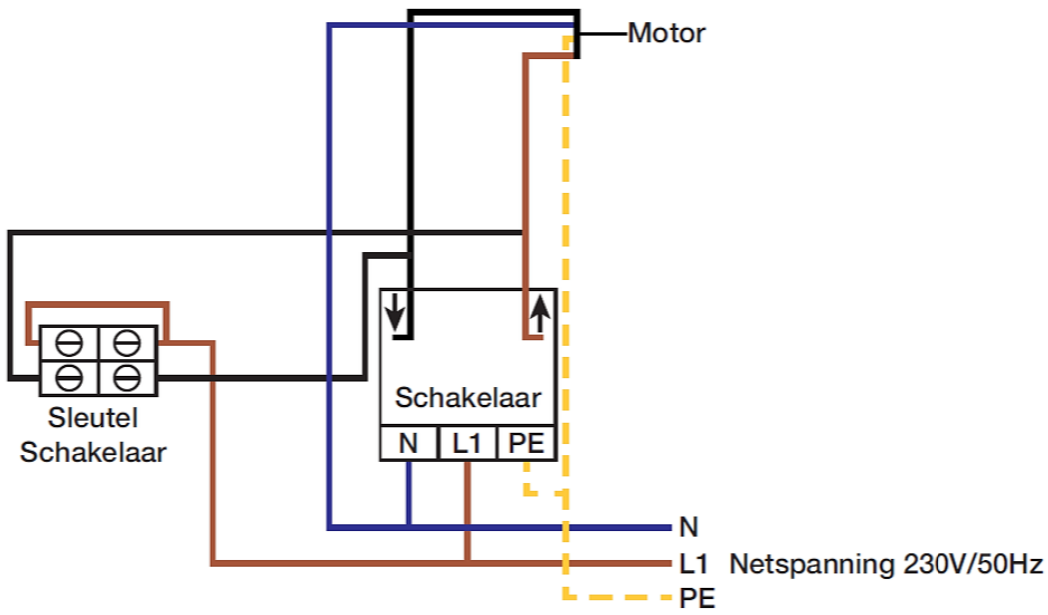 Motor
Sleutel
Schakelaar
Schakelaar
N L1 PE
N
L1 Netspanning 230V/50Hz
PE